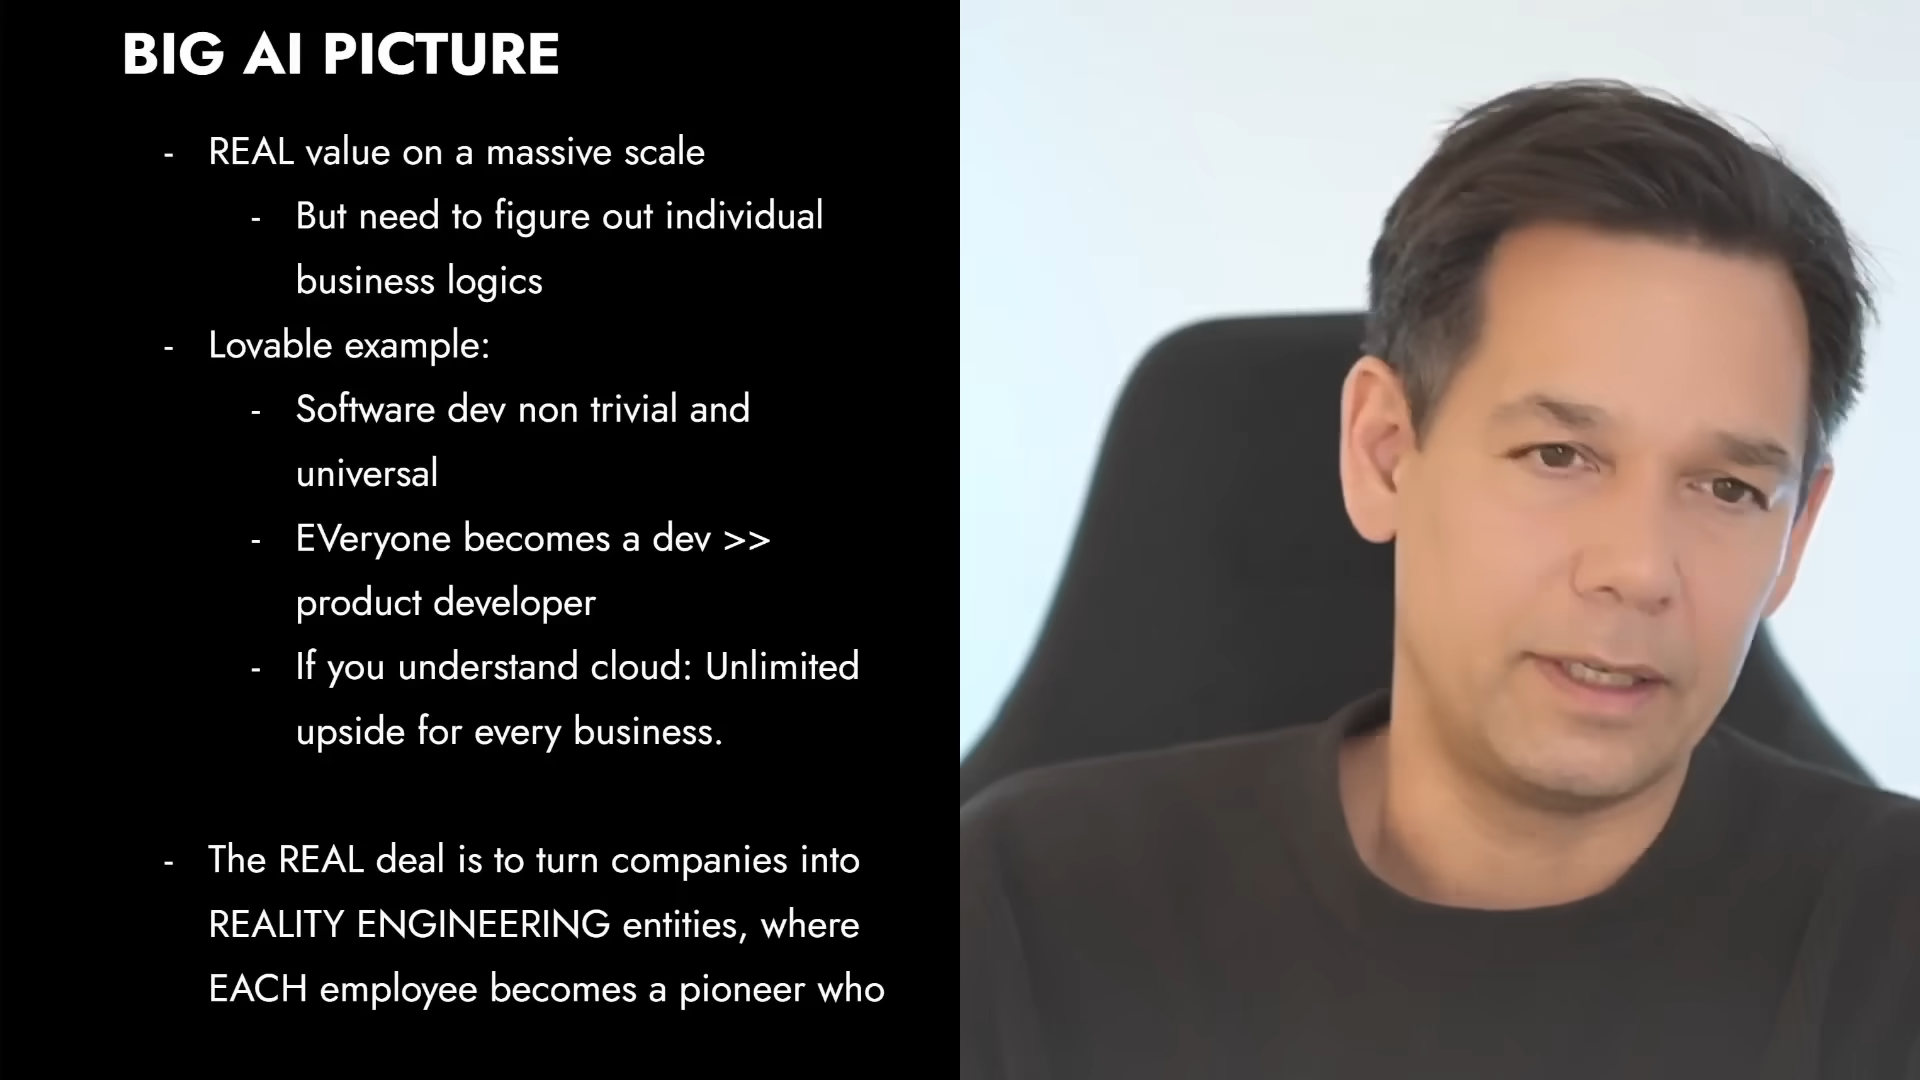 BIG AI PICTURE
- REAL value on a massive scale
- But need to figure out individual
business logics
- Lovable example:
- Software dev non trivial and
universal
- EVeryone becomes a dev >>
product developer
- If you understand cloud: Unlimited
upside for every business.
- The REAL deal is to turn companies into
REALITY ENGINEERING entities, where
EACH employee becomes a pioneer who